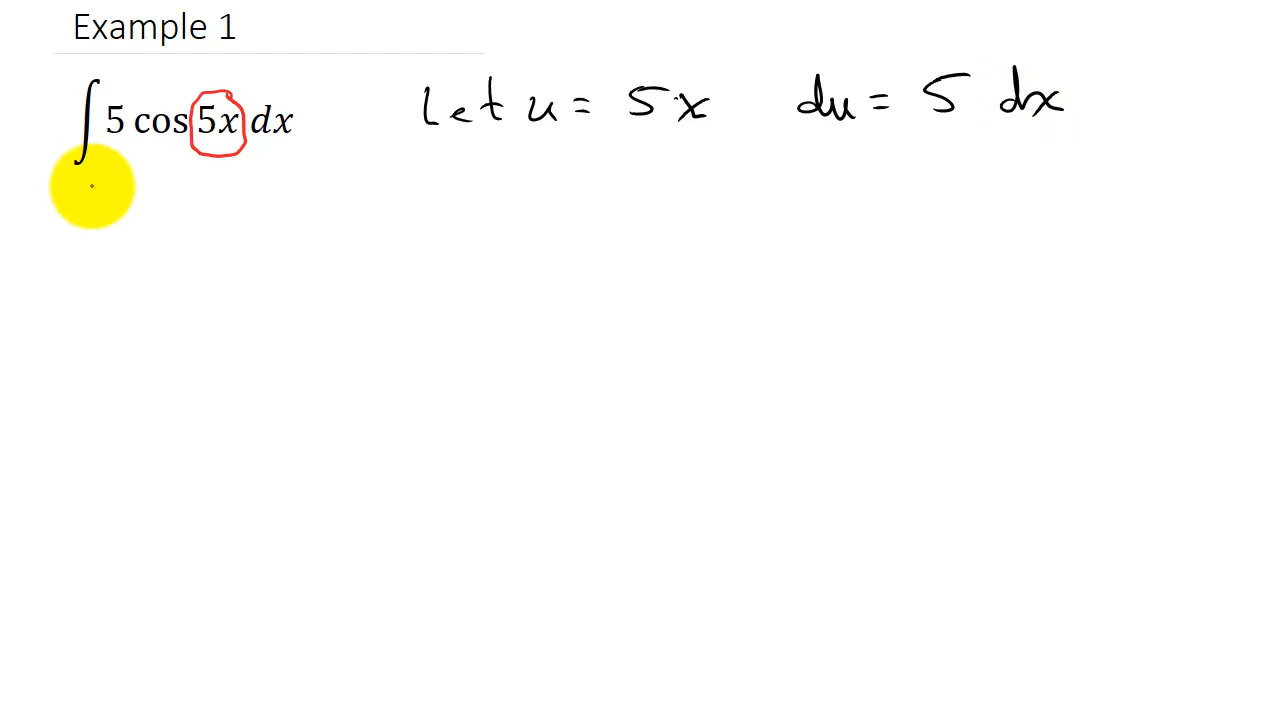 Example 1
∫ 5 cos 5x dx    Let u = 5x    du = 5 dx